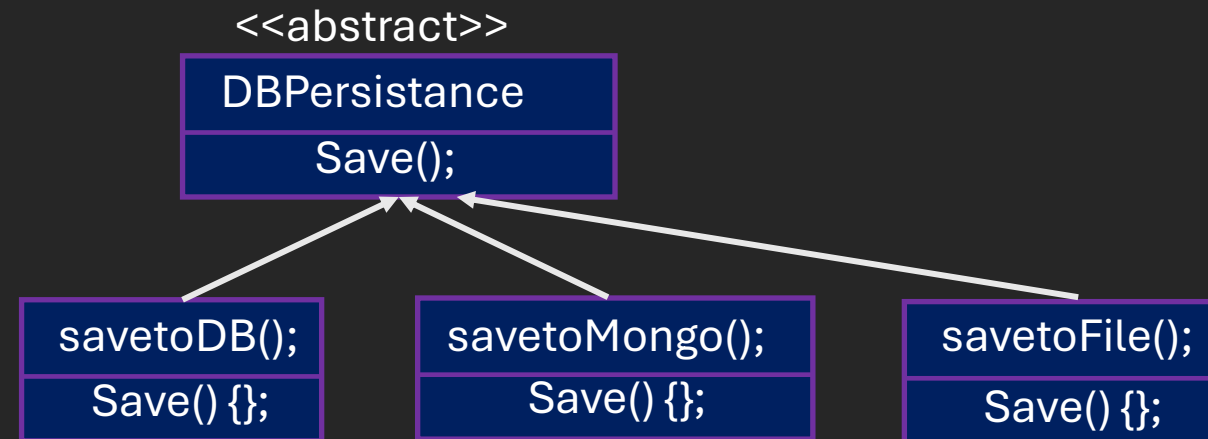 <<abstract>>
DBPersistance
Save();
savetoDB();
Save() {};
savetoMongo();
Save() {};
savetoFile();
Save() {};